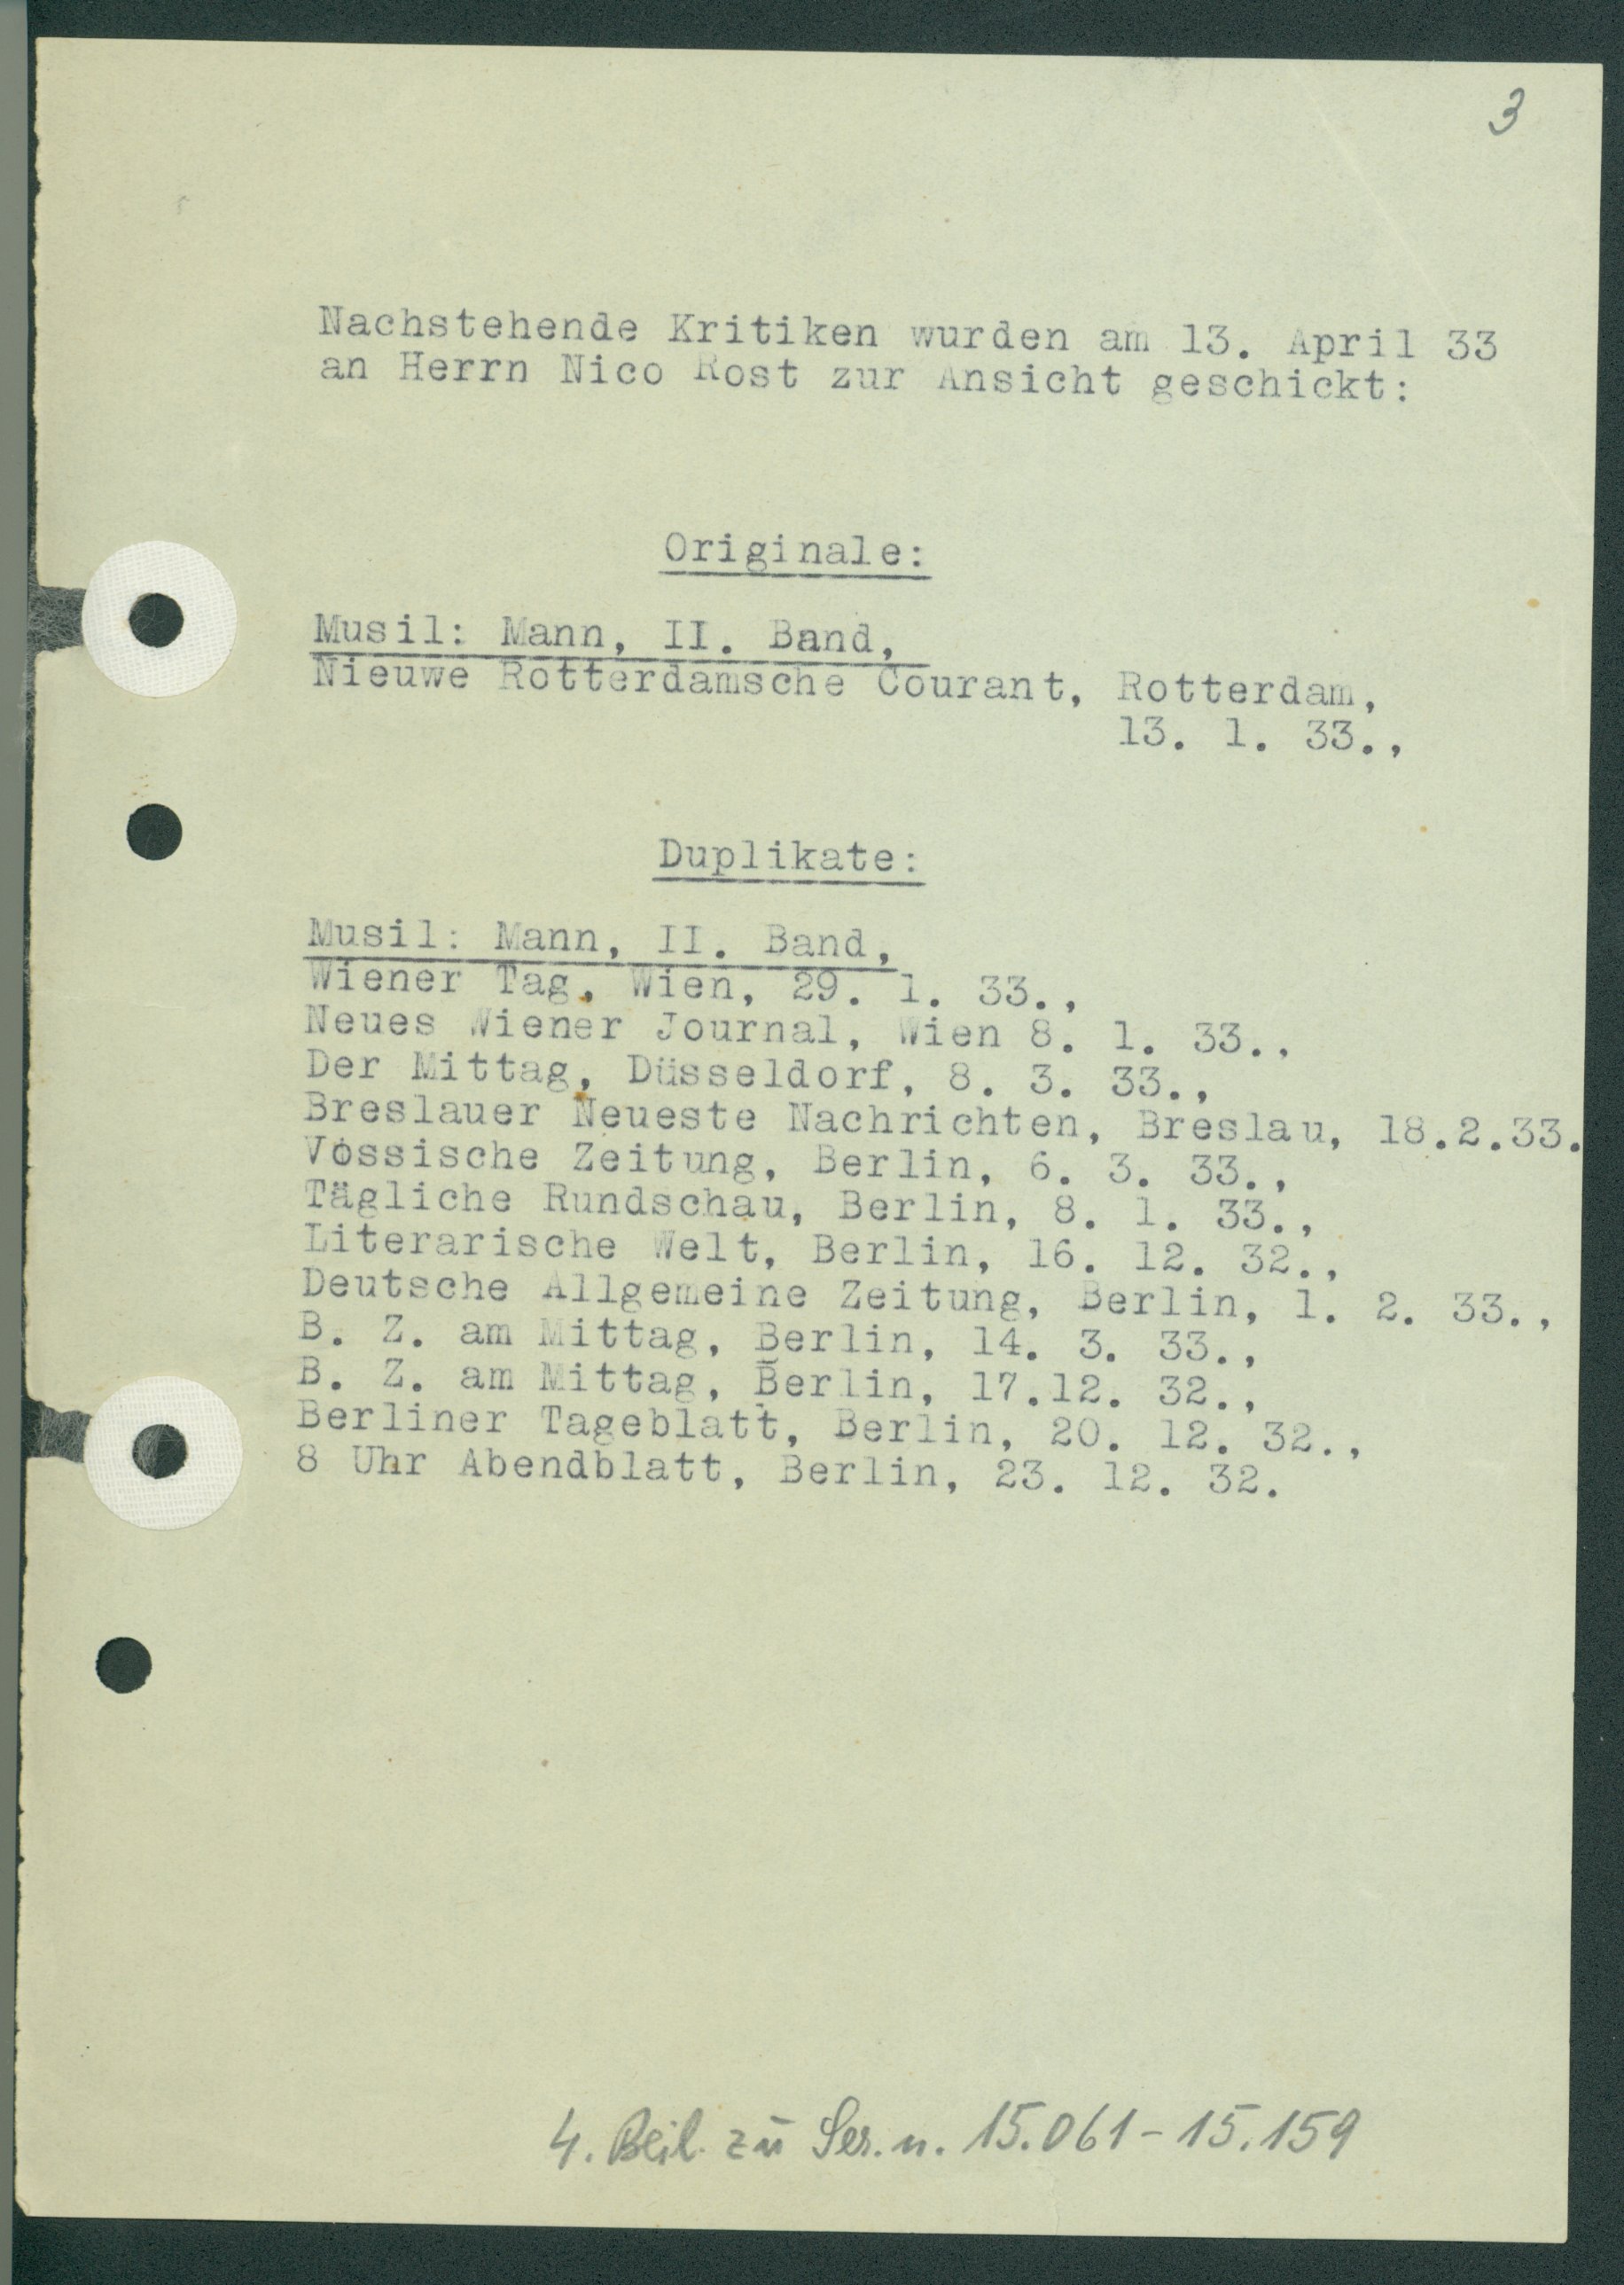 3
Nachstehende Kritiken wurden am 13. April 33
an Herrn Nico Rost zur Ansicht geschickt:
Originale:
Musil: Mann, II. Band,
Nieuwe Rotterdamsche Courant, Rotterdam,
13. 1. 33.,
Duplikate:
Musil: Mann, II. Band,
Wiener Tag, Wien, 29. 1. 33.,
Neues Wiener Journal, Wien 8. 1. 33.,
Der Mittag, Düsseldorf, 8. 3. 33.,
Breslauer Neueste Nachrichten, Breslau, 18.2.33.
Vossische Zeitung, Berlin, 6. 3. 33.,
Tägliche Rundschau, Berlin, 8. 1. 33.,
Literarische Welt, Berlin, 16. 12. 32.,
Deutsche Allgemeine Zeitung, Berlin, 1. 2. 33.,
B. Z. am Mittag, Berlin, 14. 3. 33.,
B. Z. am Mittag, Berlin, 17.12. 32.,
Berliner Tageblatt, Berlin, 20. 12. 32.,
8 Uhr Abendblatt, Berlin, 23. 12. 32.
4. Beil. zu Ser. n. 15.061-15.159